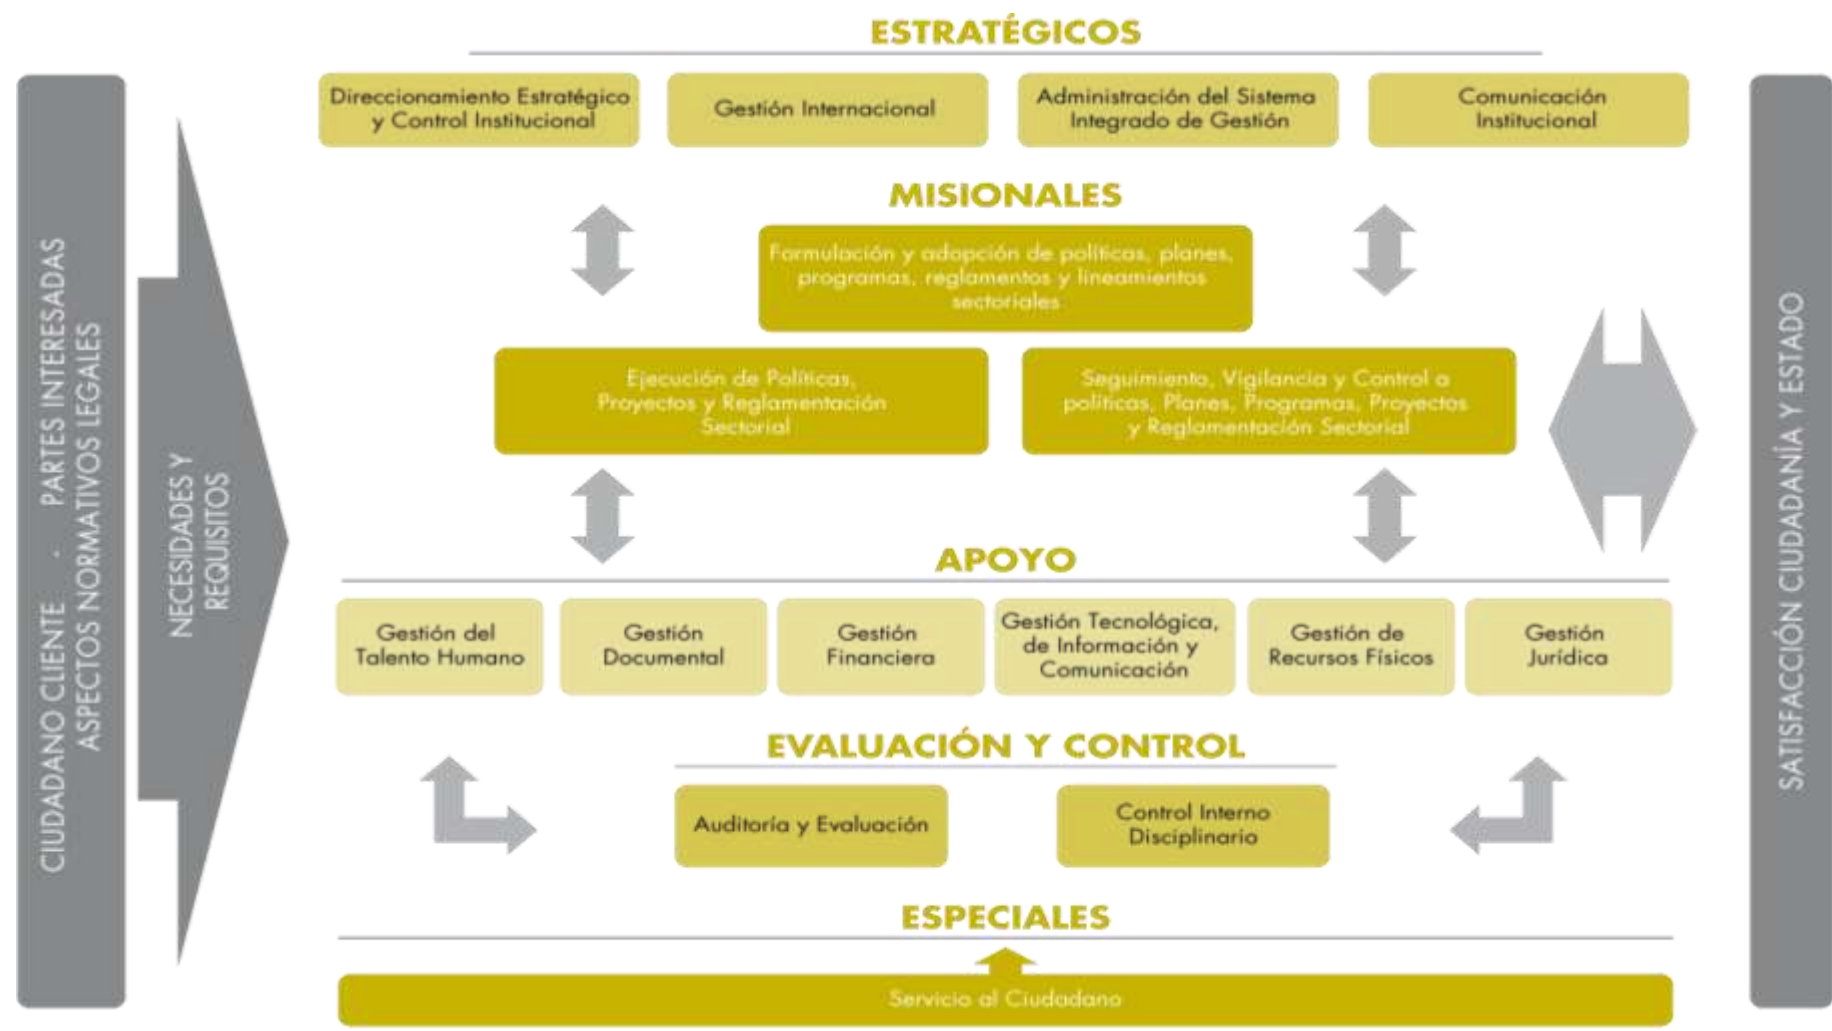 ESTRATÉGICOS
Direccionamiento Estratégico
y Control Institucional
Gestión Internacional
Administración del Sistema
Integrado de Gestión
Comunicación
Institucional
MISIONALES
Formulación y adopción de políticas, planes,
programas, reglamentos y lineamientos
sectoriales
Ejecución de Políticas,
Proyectos y Reglamentación
Sectorial
Seguimiento, Vigilancia y Control a
políticas, Planes, Programas, Proyectos
y Reglamentación Sectorial
APOYO
Gestión del
Talento Humano
Gestión
Documental
Gestión
Financiera
Gestión Tecnológica,
de Información y
Comunicación
Gestión de
Recursos Físicos
Gestión
Jurídica
EVALUACIÓN Y CONTROL
Auditoría y Evaluación
Control Interno
Disciplinario
ESPECIALES
Servicio al Ciudadano
CIUDADANO CLIENTE - PARTES INTERESADAS
ASPECTOS NORMATIVOS LEGALES
NECESIDADES Y
REQUISITOS
SATISFACCIÓN CIUDADANÍA Y ESTADO